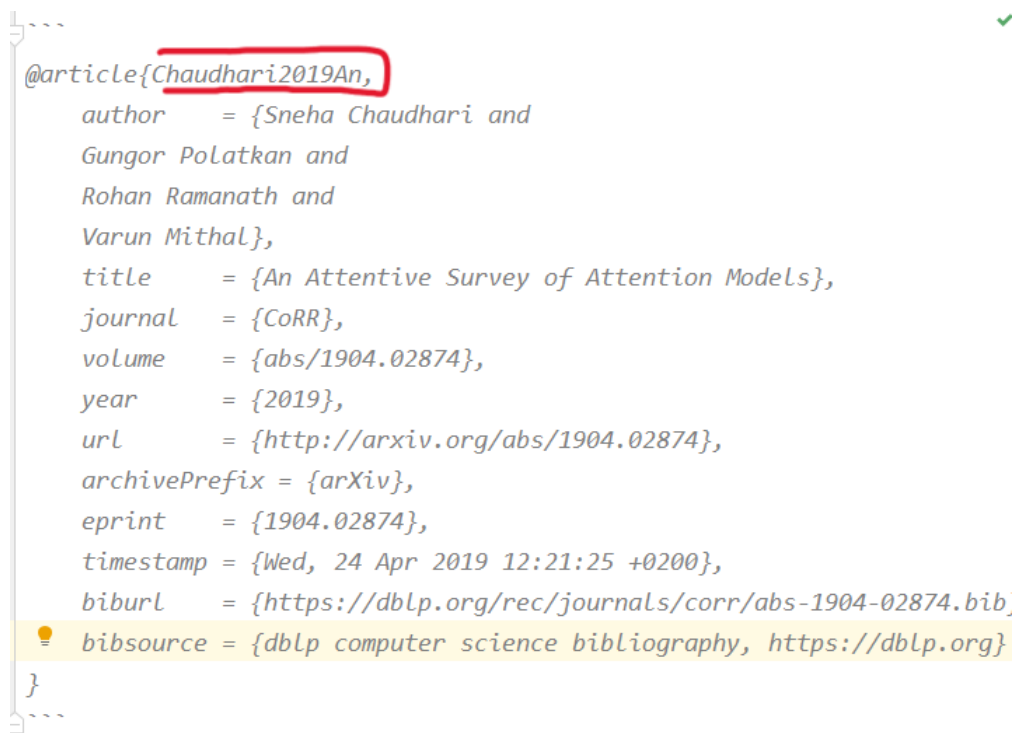 ```
@article{Chaudhari2019An,
author = {Sneha Chaudhari and
Gungor Polatkan and
Rohan Ramanath and
Varun Mithal},
title = {An Attentive Survey of Attention Models},
journal = {CoRR},
volume = {abs/1904.02874},
year = {2019},
url = {http://arxiv.org/abs/1904.02874},
archivePrefix = {arXiv},
eprint = {1904.02874},
timestamp = {Wed, 24 Apr 2019 12:21:25 +0200},
biburl = {https://dblp.org/rec/journals/corr/abs-1904-02874.bib}
bibsource = {dblp computer science bibliography, https://dblp.org}
}
```